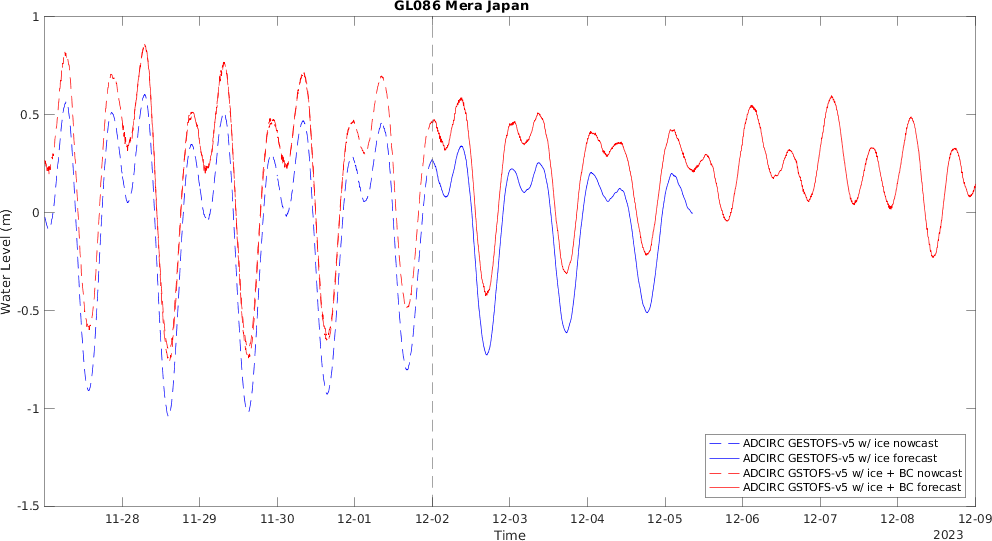 GL086 Mera Japan
1
0.5
0
-0.5
-1
-1.5
Water Level (m)
11-28 11-29 11-30 12-01 12-02 12-03 12-04 12-05 12-06 12-07 12-08 12-09
Time
2023
ADCIRC GESTOFS-v5 w/ ice nowcast
ADCIRC GESTOFS-v5 w/ ice forecast
ADCIRC GSTOFS-v5 w/ ice + BC nowcast
ADCIRC GSTOFS-v5 w/ ice + BC forecast